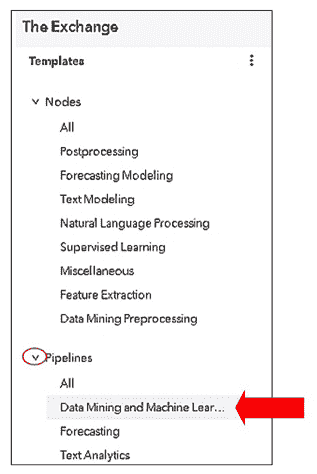 The Exchange
Templates
Nodes
All
Postprocessing
Forecasting Modeling
Text Modeling
Natural Language Processing
Supervised Learning
Miscellaneous
Feature Extraction
Data Mining Preprocessing
Pipelines
All
Data Mining and Machine Lear...
Forecasting
Text Analytics